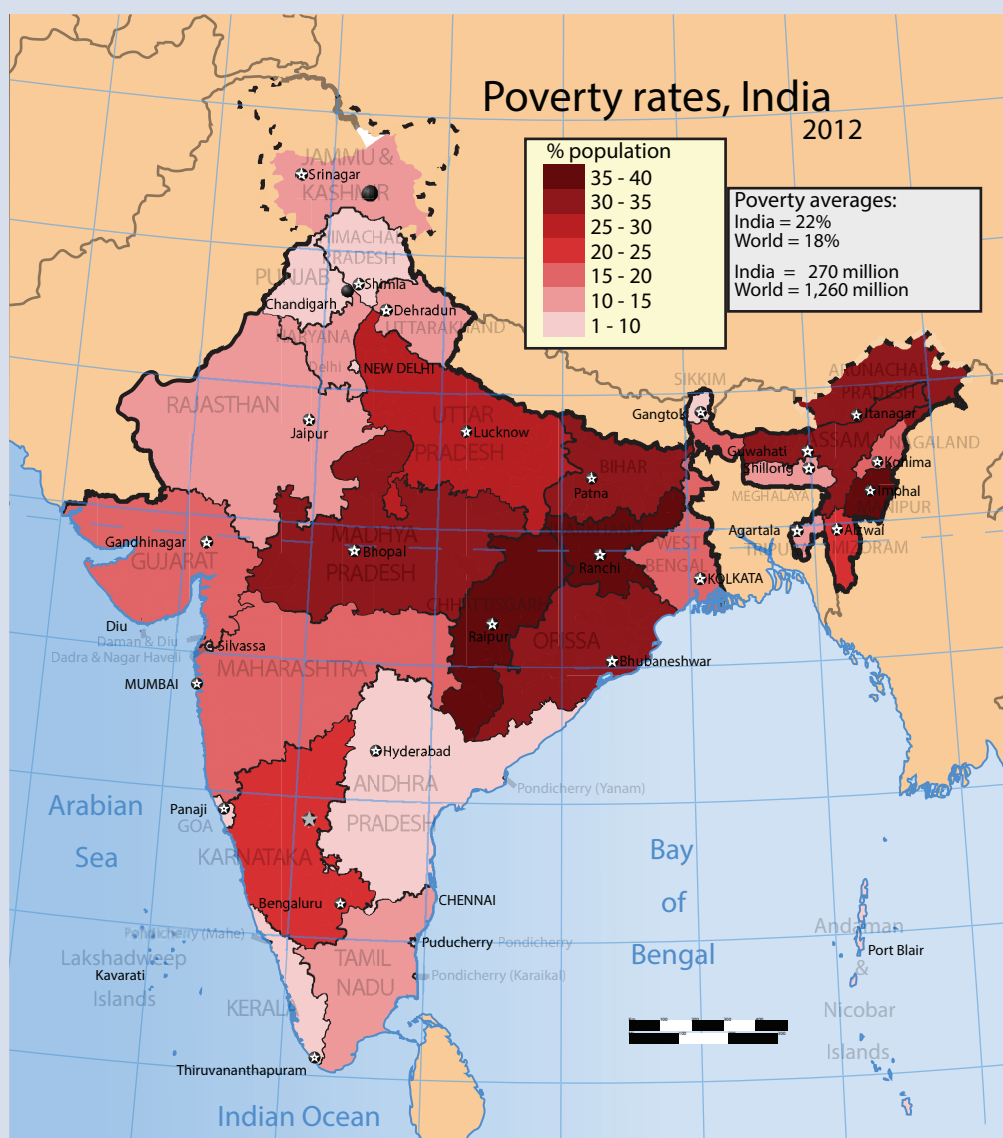 Poverty rates, India
2012
% population
35 - 40
30 - 35
25 - 30
20 - 25
15 - 20
10 - 15
1 - 10
Poverty averages:
India = 22%
World = 18%
India = 270 million
World = 1,260 million
JAMMU &
Srinagar
KASHMIR
HIMACHAL
PRADESH
PUNJAB
Shimla
Chandigarh
Dehradun
UTTARAKHAND
HARYANA
Delhi
NEW DELHI
RAJASTHAN
Jaipur
UTTAR
Lucknow
PRADESH
SIKKIM
Gangtok
ARUNACHAL
PRADESH
Itanagar
ASSAM
NAGALAND
Guwahati
Shillong
Kohima
MEGHALAYA
Imphal
MANIPUR
Agartala
TRIPURA
Aizwal
MIZORAM
BIHAR
Patna
Gandhinagar
GUJARAT
MADHYA
Bhopal
PRADESH
Ranchi
WEST
BENGAL
KOLKATA
CHHATTISGARH
Raipur
ORISSA
Bhubaneshwar
Diu
Daman & Diu
Silvassa
Dadra & Nagar Haveli
MAHARASHTRA
MUMBAI
Hyderabad
ANDHRA
PRADESH
Pondicherry (Yanam)
Panaji
GOA
KARNATAKA
Bengaluru
CHENNAI
Pondicherry (Mahe)
Puducherry
Pondicherry
TAMIL
NADU
Pondicherry (Karaikal)
Lakshadweep
Kavarati
Islands
KERALA
Thiruvananthapuram
Arabian
Sea
Bay
of
Bengal
Andaman
Port Blair
&
Nicobar
Islands
Indian Ocean